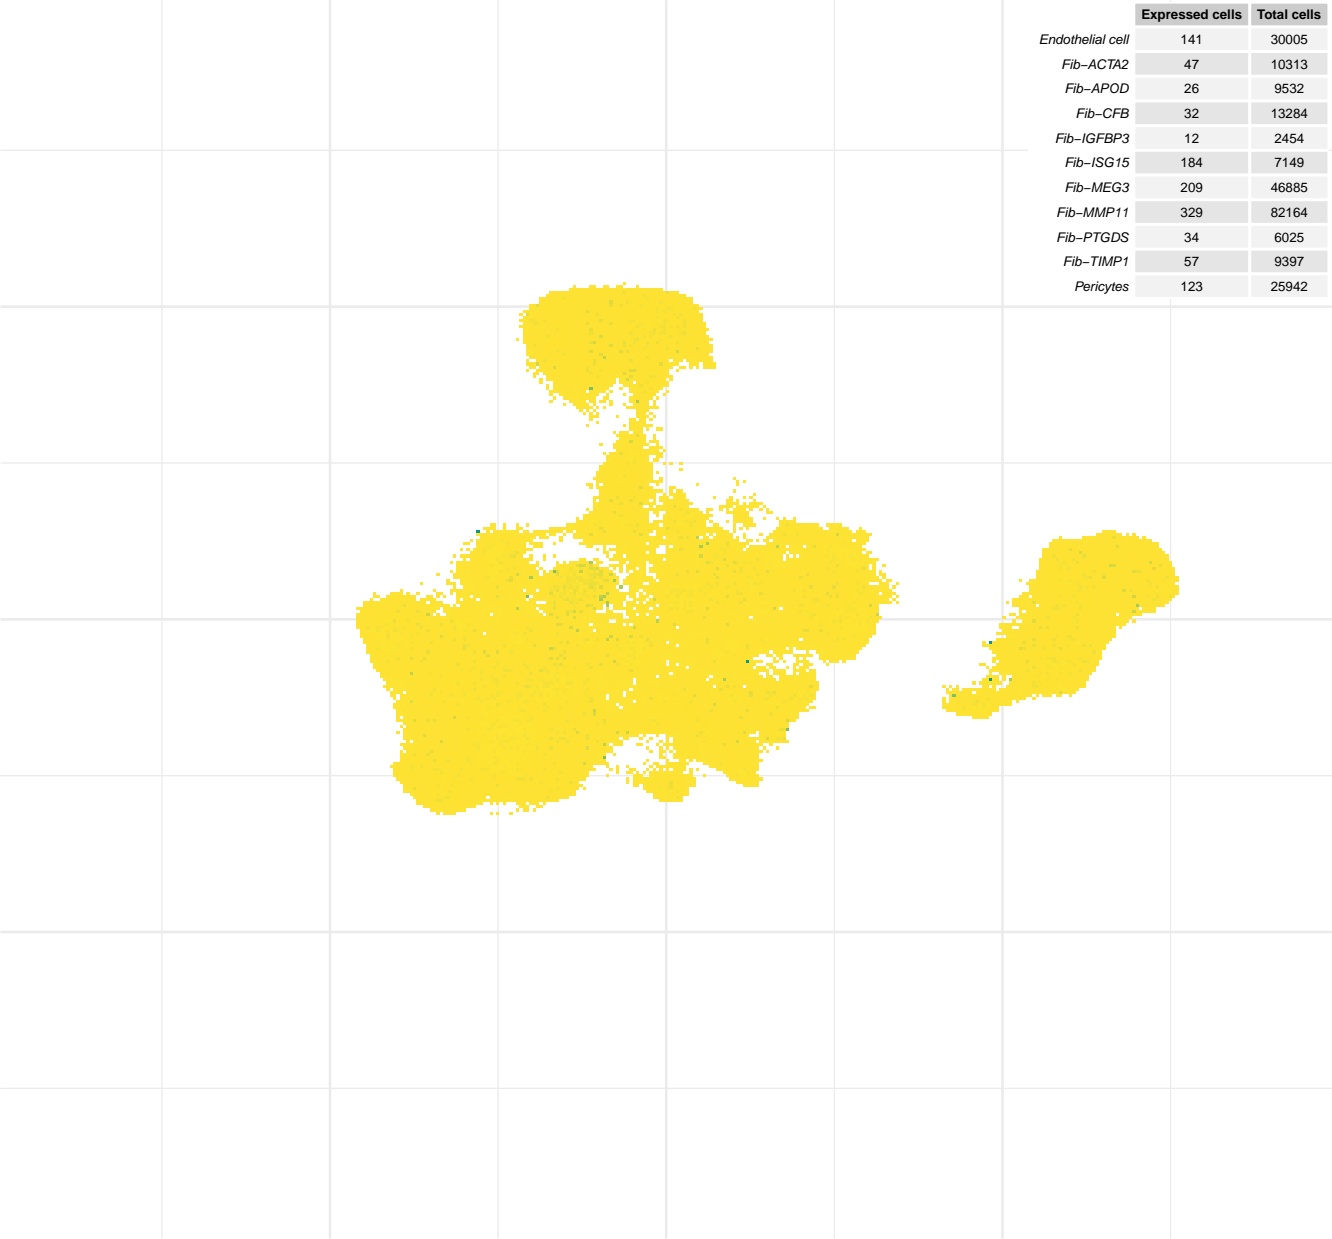 Expressed cells Total cells
Endothelial cell 141 30005
Fib−ACTA2 47 10313
Fib−APOD 26 9532
Fib−CFB 32 13284
Fib−IGFBP3 12 2454
Fib−ISG15 184 7149
Fib−MEG3 209 46885
Fib−MMP11 329 82164
Fib−PTGDS 34 6025
Fib−TIMP1 57 9397
Pericytes 123 25942